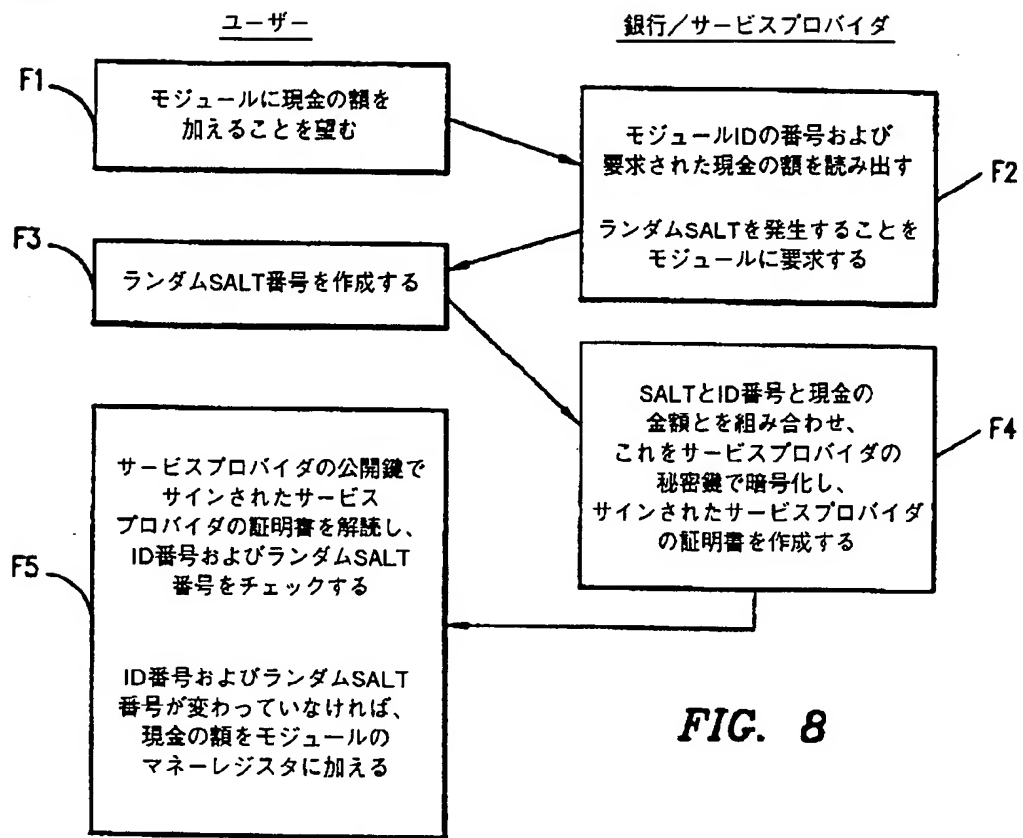 ユーザー
銀行/サービスプロバイダ
F1
モジュールに現金の額を
加えることを望む
モジュールIDの番号および
要求された現金の額を読み出す
ランダムSALTを発生することを
モジュールに要求する
F2
F3
ランダムSALT番号を作成する
SALTとID番号と現金の
金額とを組み合わせ、
これをサービスプロバイダの
秘密鍵で暗号化し、
サインされたサービスプロバイダ
の証明書を作成する
F4
サービスプロバイダの公開鍵で
サインされたサービス
プロバイダの証明書を解読し、
ID番号およびランダムSALT
番号をチェックする
F5
ID番号およびランダムSALT
番号が変わっていなければ、
現金の額をモジュールの
マネーレジスタに加える
FIG. 8